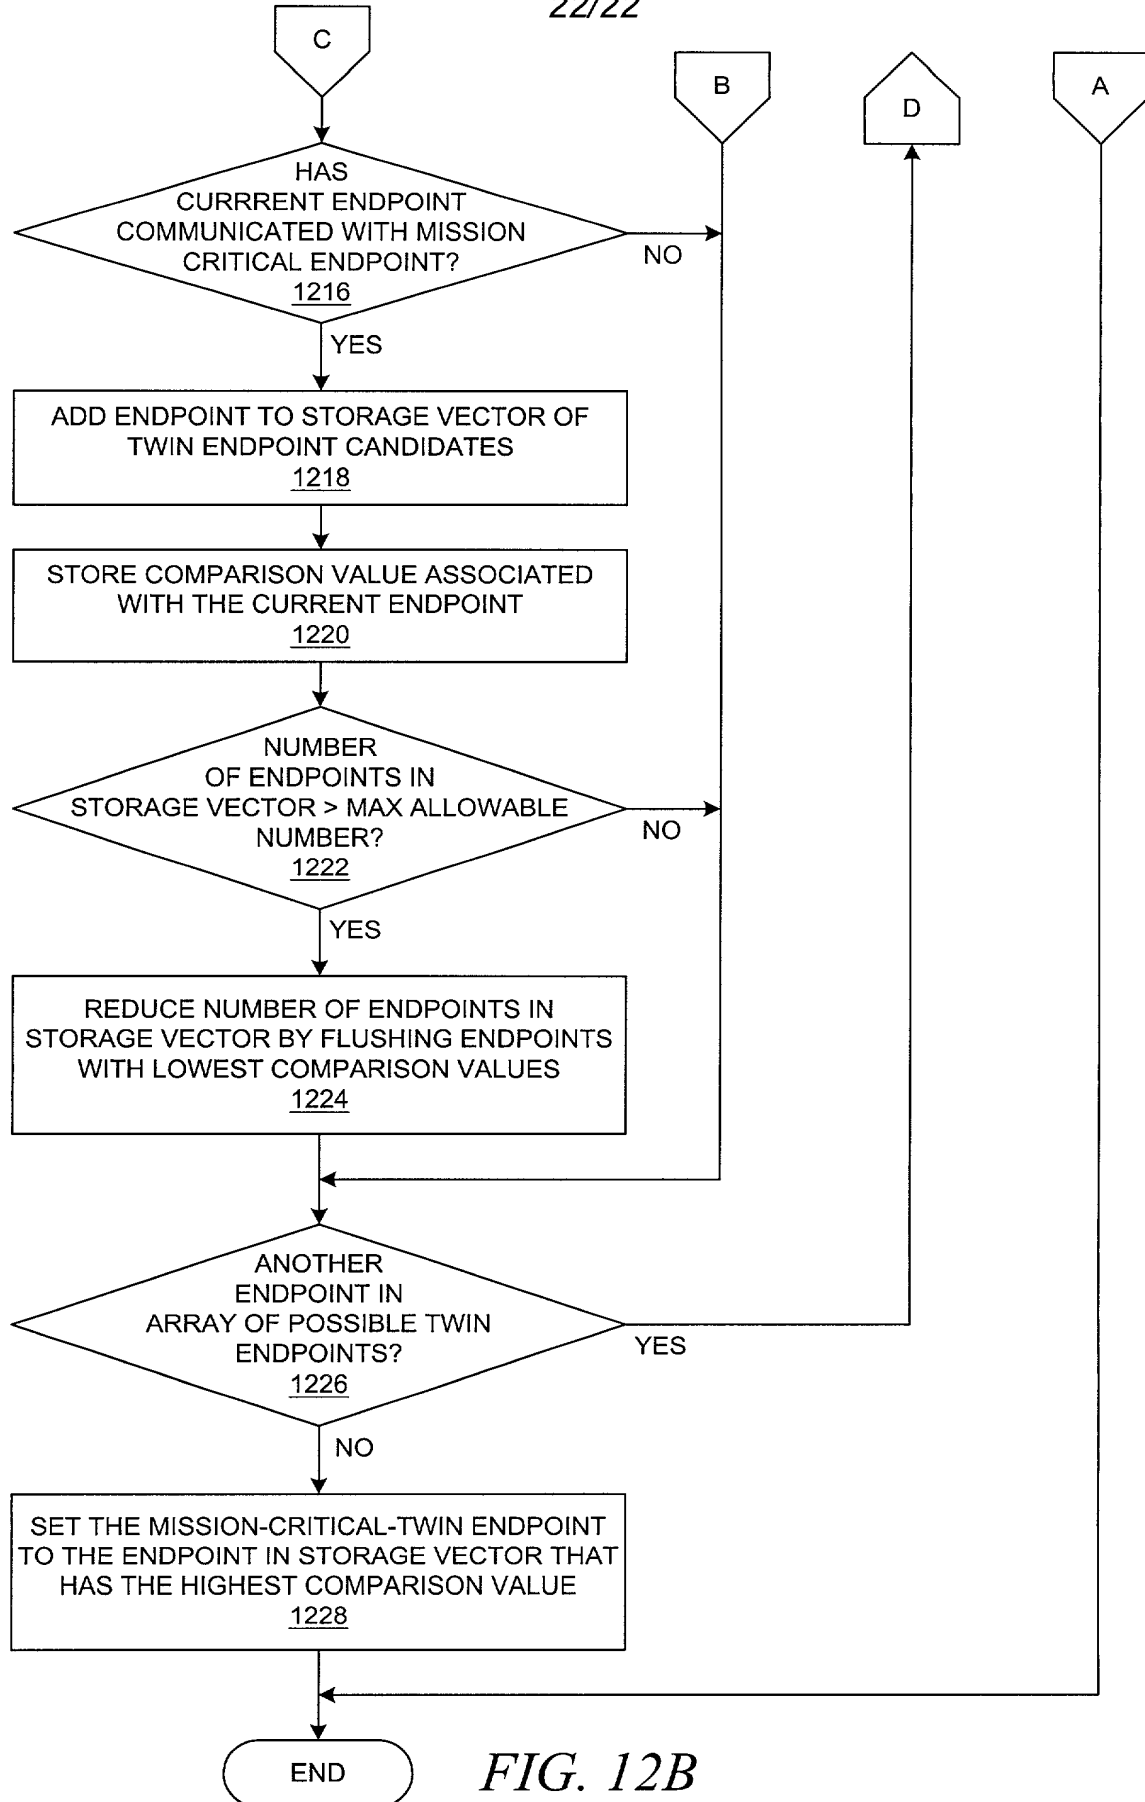 22/22
C
B
D
A
HAS
CURRRENT ENDPOINT
COMMUNICATED WITH MISSION
CRITICAL ENDPOINT?
1216
NO
YES
ADD ENDPOINT TO STORAGE VECTOR OF
TWIN ENDPOINT CANDIDATES
1218
STORE COMPARISON VALUE ASSOCIATED
WITH THE CURRENT ENDPOINT
1220
NUMBER
OF ENDPOINTS IN
STORAGE VECTOR > MAX ALLOWABLE
NUMBER?
1222
NO
YES
REDUCE NUMBER OF ENDPOINTS IN
STORAGE VECTOR BY FLUSHING ENDPOINTS
WITH LOWEST COMPARISON VALUES
1224
ANOTHER
ENDPOINT IN
ARRAY OF POSSIBLE TWIN
ENDPOINTS?
1226
YES
NO
SET THE MISSION-CRITICAL-TWIN ENDPOINT
TO THE ENDPOINT IN STORAGE VECTOR THAT
HAS THE HIGHEST COMPARISON VALUE
1228
END
FIG. 12B